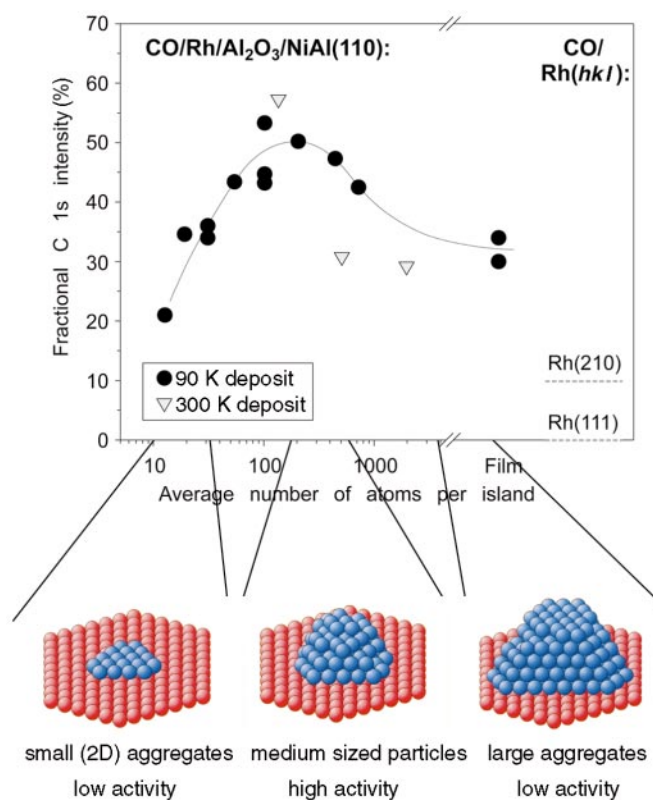 CO/Rh/Al₂O₃/NiAl(110):
CO/
Rh(hkl):
70
60
50
40
30
20
10
0
Fractional C 1s intensity (%)
Rh(210)
Rh(111)
90 K deposit
300 K deposit
10
100
1000
Film
Average number of atoms per island
small (2D) aggregates
low activity
medium sized particles
high activity
large aggregates
low activity